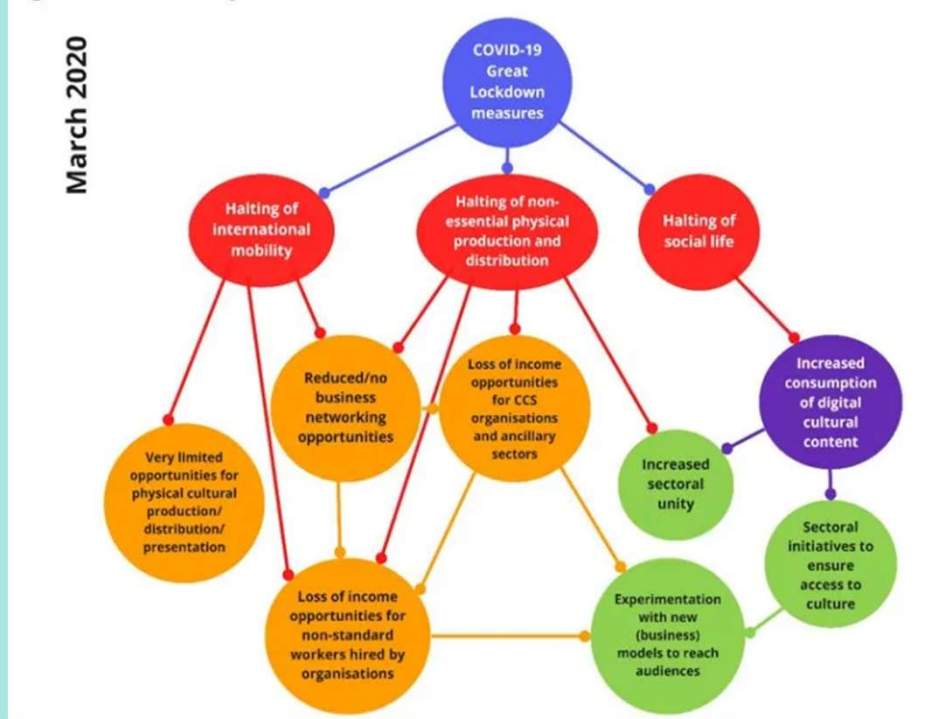 March 2020
COVID-19
Great
Lockdown
measures
Halting of
international
mobility
Halting of non-
essential physical
production and
distribution
Halting of
social life
Reduced/no
business
networking
opportunities
Loss of income
opportunities
for CCS
organisations
and ancillary
sectors
Increased
consumption
of digital
cultural
content
Very limited
opportunities for
physical cultural
production/
distribution/
presentation
Increased
sectoral
unity
Sectoral
initiatives to
ensure
access to
culture
Loss of income
opportunities for
non-standard
workers hired by
organisations
Experimentation
with new
(business)
models to reach
audiences